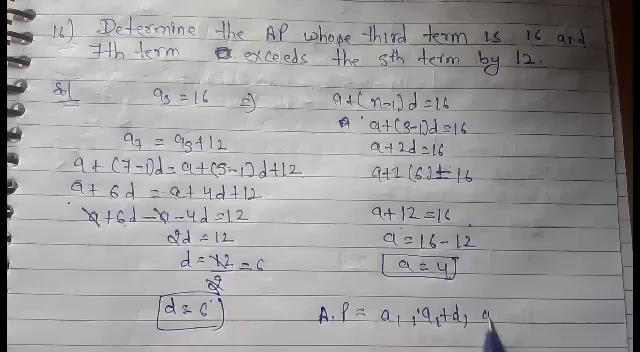 16) Determine the AP whose third term is 16 and
7th term exceeds the 5th term by 12.
Sol
a₃ = 16 ⇒ a+(n-1)d = 16
a+(3-1)d = 16
a+2d = 16
a+2(6) = 16
a+12 = 16
a = 16-12
a = 4
a₇ = a₅+12
a+(7-1)d = a+(5-1)d+12
a+6d = a+4d+12
a+6d-a-4d = 12
2d = 12
d = 12/2 = 6
d = 6
A.P = a, a+d, a